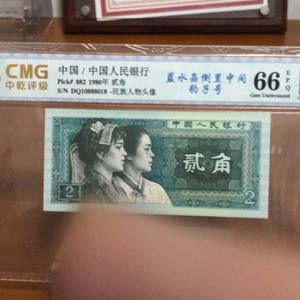 CMG
中乾评级
中国 / 中国人民银行
Pick# 882 1980年 贰角
S/N DQ10888018 -民族人物头像
蓝水晶倒置中间
豹子号
66
EPQ
Gem Uncirculated
中国人民银行
贰角
2
2